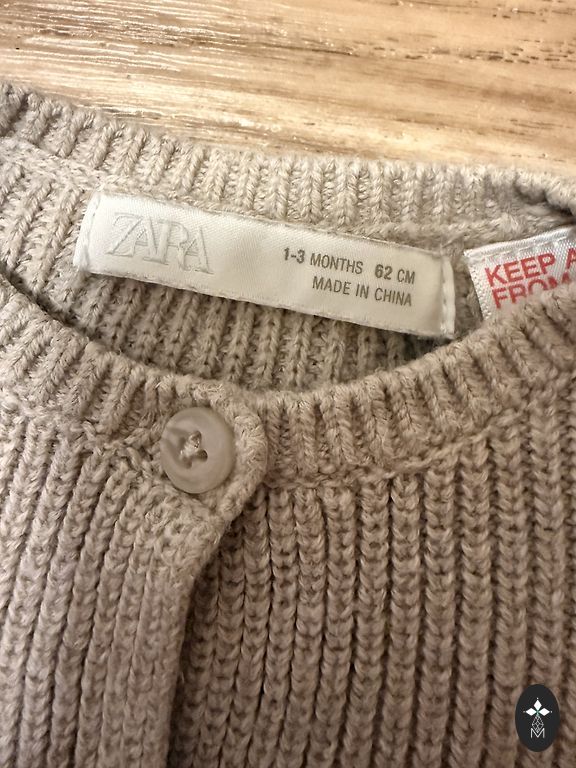 ZARA
1-3 MONTHS 62 CM
MADE IN CHINA
KEEP A
FROM